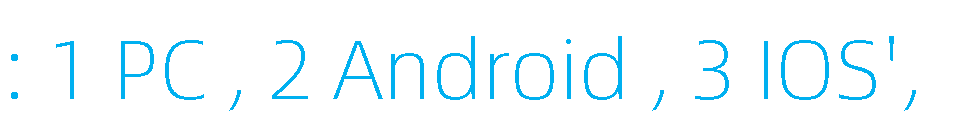 : 1 PC , 2 Android , 3 IOS',